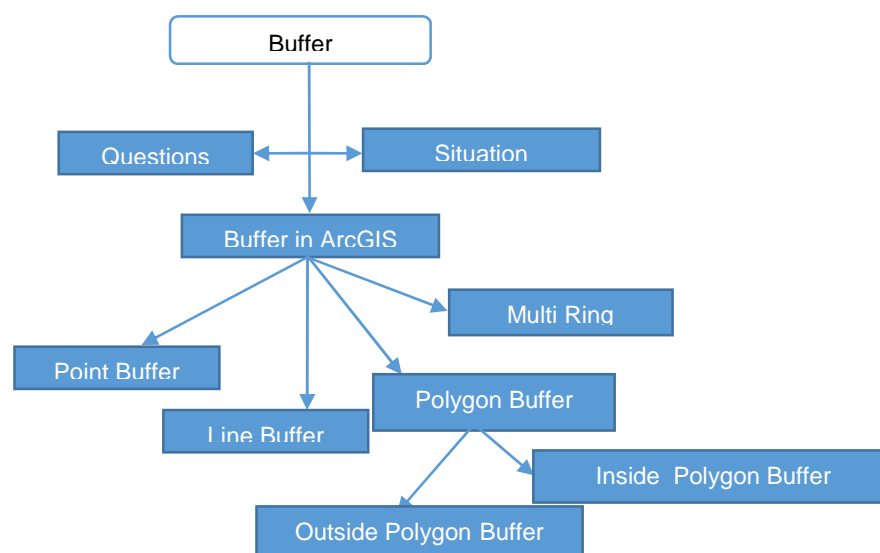 Buffer
Questions
Situation
Buffer in ArcGIS
Multi Ring
Point Buffer
Polygon Buffer
Line Buffer
Inside Polygon Buffer
Outside Polygon Buffer